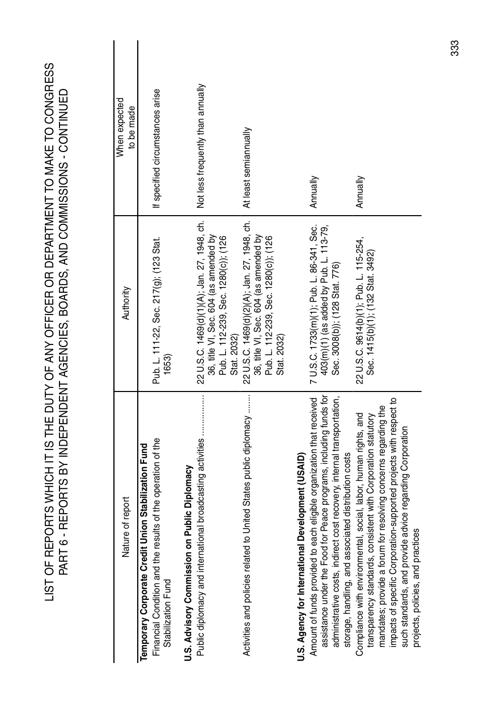 LIST OF REPORTS WHICH IT IS THE DUTY OF ANY OFFICER OR DEPARTMENT TO MAKE TO CONGRESS
PART 6 - REPORTS BY INDEPENDENT AGENCIES, BOARDS, AND COMMISSIONS - CONTINUED
Nature of report
Authority
When expected
to be made
Temporary Corporate Credit Union Stabilization Fund
Financial Condition and the results of the operation of the
Stabilization Fund
Pub. L. 111-22, Sec. 217(g); (123 Stat.
1653)
If specified circumstances arise
U.S. Advisory Commission on Public Diplomacy
Public diplomacy and international broadcasting activities ..................
22 U.S.C. 1469(d)(1)(A); Jan. 27, 1948, ch.
36, title VI, Sec. 604 (as amended by
Pub. L. 112-239, Sec. 1280(c)); (126
Stat. 2032)
Not less frequently than annually
Activities and policies related to United States public diplomacy ........
22 U.S.C. 1469(d)(2)(A); Jan. 27, 1948, ch.
36, title VI, Sec. 604 (as amended by
Pub. L. 112-239, Sec. 1280(c)); (126
Stat. 2032)
At least semiannually
U.S. Agency for International Development (USAID)
Amount of funds provided to each eligible organization that received
assistance under the Food for Peace programs, including funds for
administrative costs, indirect cost recovery, internal transportation,
storage, handling, and associated distribution costs
7 U.S.C. 1733(m)(1); Pub. L. 86-341, Sec.
403(m)(1) (as added by Pub. L. 113-79,
Sec. 3008(b)); (128 Stat. 776)
Annually
Compliance with environmental, social, labor, human rights, and
transparency standards, consistent with Corporation statutory
mandates; provide a forum for resolving concerns regarding the
impacts of specific Corporation-supported projects with respect to
such standards, and provide advice regarding Corporation
projects, policies, and practices
22 U.S.C. 9614(b)(1); Pub. L. 115-254,
Sec. 1415(b)(1); (132 Stat. 3492)
Annually
333